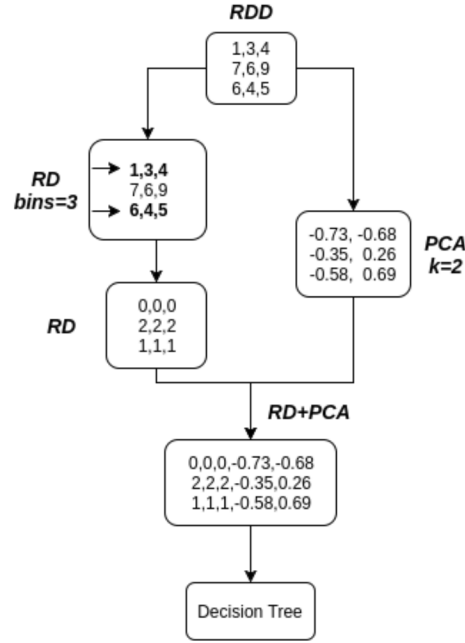 RDD
1,3,4
7,6,9
6,4,5
RD
bins=3
1,3,4
7,6,9
6,4,5
-0.73, -0.68
-0.35, 0.26
-0.58, 0.69
PCA
k=2
RD
0,0,0
2,2,2
1,1,1
RD+PCA
0,0,0,-0.73,-0.68
2,2,2,-0.35,0.26
1,1,1,-0.58,0.69
Decision Tree